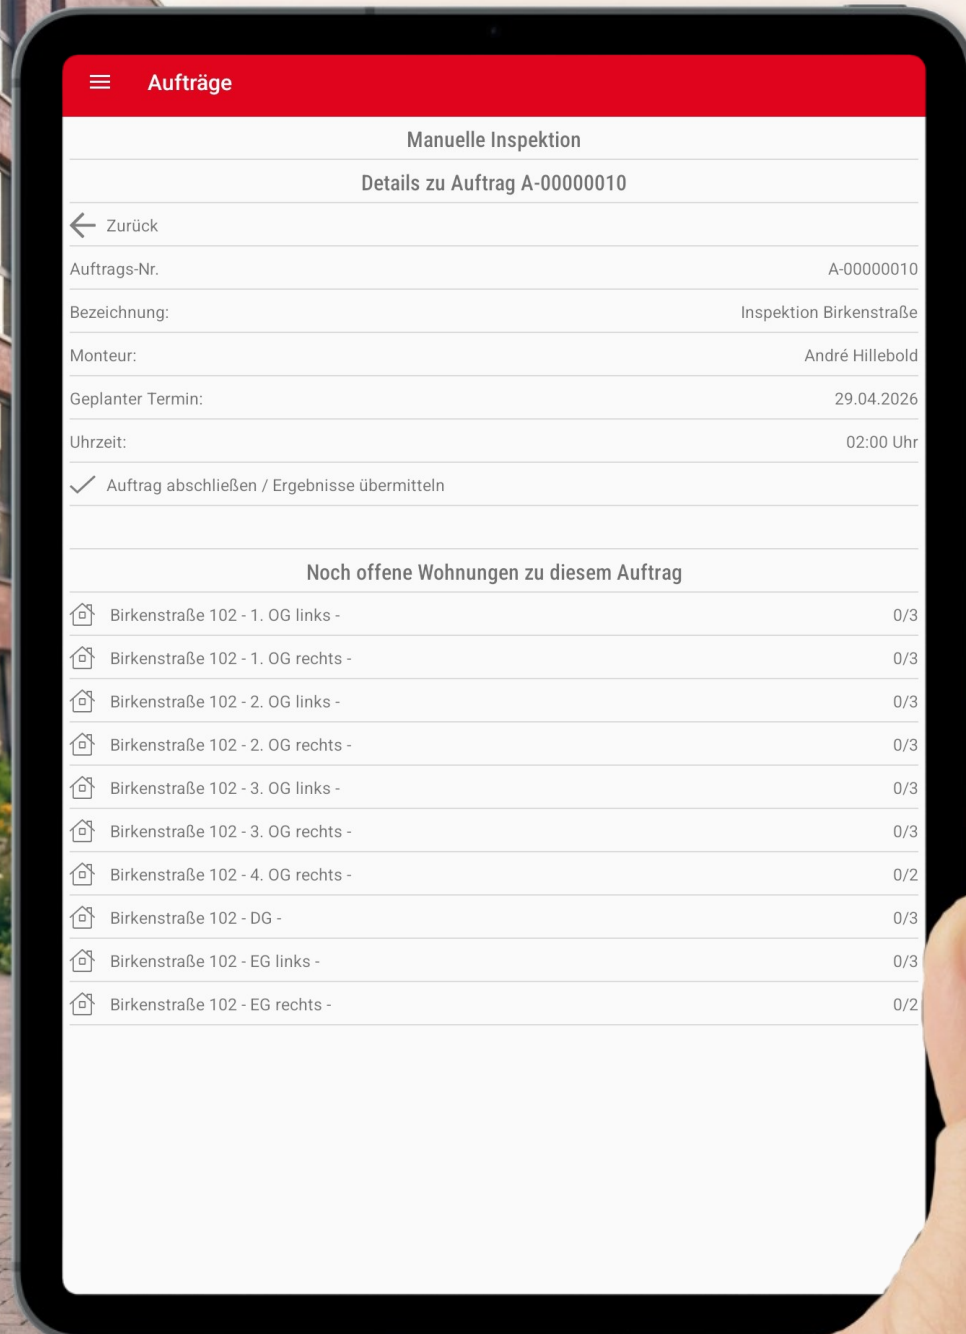 Aufträge
Manuelle Inspektion
Details zu Auftrag A-00000010
Zurück
Auftrags-Nr. A-00000010
Bezeichnung: Inspektion Birkenstraße
Monteur: André Hillebold
Geplanter Termin: 29.04.2026
Uhrzeit: 02:00 Uhr
Auftrag abschließen / Ergebnisse übermitteln
Noch offene Wohnungen zu diesem Auftrag
Birkenstraße 102 - 1. OG links - 0/3
Birkenstraße 102 - 1. OG rechts - 0/3
Birkenstraße 102 - 2. OG links - 0/3
Birkenstraße 102 - 2. OG rechts - 0/3
Birkenstraße 102 - 3. OG links - 0/3
Birkenstraße 102 - 3. OG rechts - 0/3
Birkenstraße 102 - 4. OG rechts - 0/2
Birkenstraße 102 - DG - 0/3
Birkenstraße 102 - EG links - 0/3
Birkenstraße 102 - EG rechts - 0/2